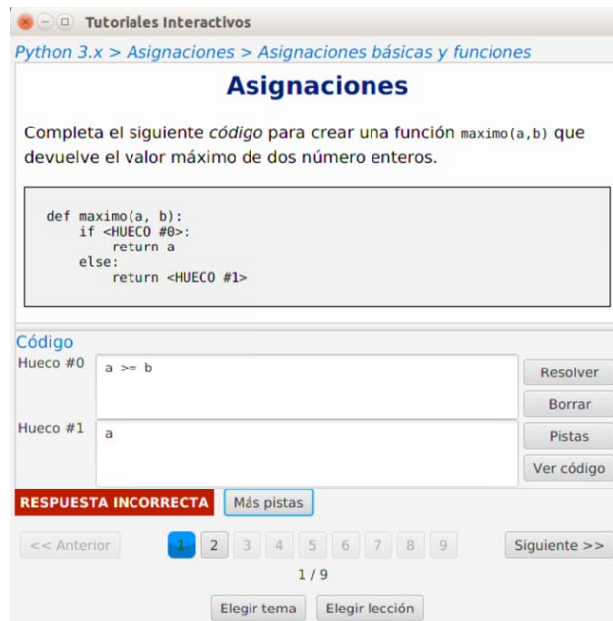 Tutoriales Interactivos
Python 3.x > Asignaciones > Asignaciones básicas y funciones
Asignaciones
Completa el siguiente código para crear una función maximo(a,b) que
devuelve el valor máximo de dos número enteros.
def maximo(a, b):
    if <HUECO #0>:
        return a
    else:
        return <HUECO #1>
Código
Hueco #0
a >= b
Resolver
Borrar
Hueco #1
a
Pistas
Ver código
RESPUESTA INCORRECTA Más pistas
<< Anterior 1 2 3 4 5 6 7 8 9 Siguiente >>
1 / 9
Elegir tema Elegir lección